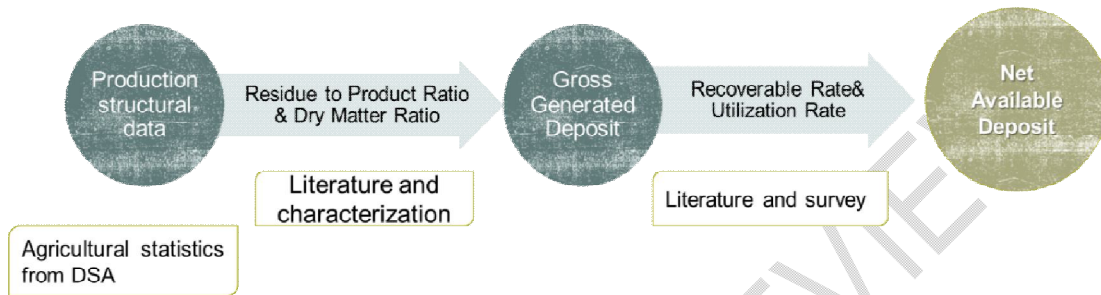 Production
structural
data
Residue to Product Ratio
& Dry Matter Ratio
Gross
Generated
Deposit
Recoverable Rate&
Utilization Rate
Net
Available
Deposit
Literature and
characterization
Literature and survey
Agricultural statistics
from DSA